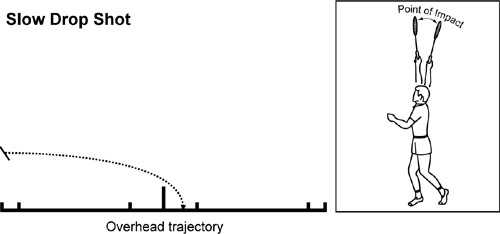 Slow Drop Shot
Point of Impact
Overhead trajectory